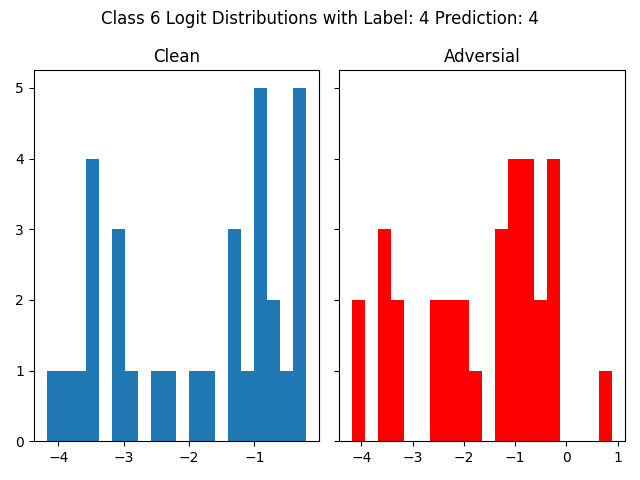 Class 6 Logit Distributions with Label: 4 Prediction: 4
Clean
Adversial
5
4
3
2
1
0
−4 −3 −2 −1
−4 −3 −2 −1 0 1